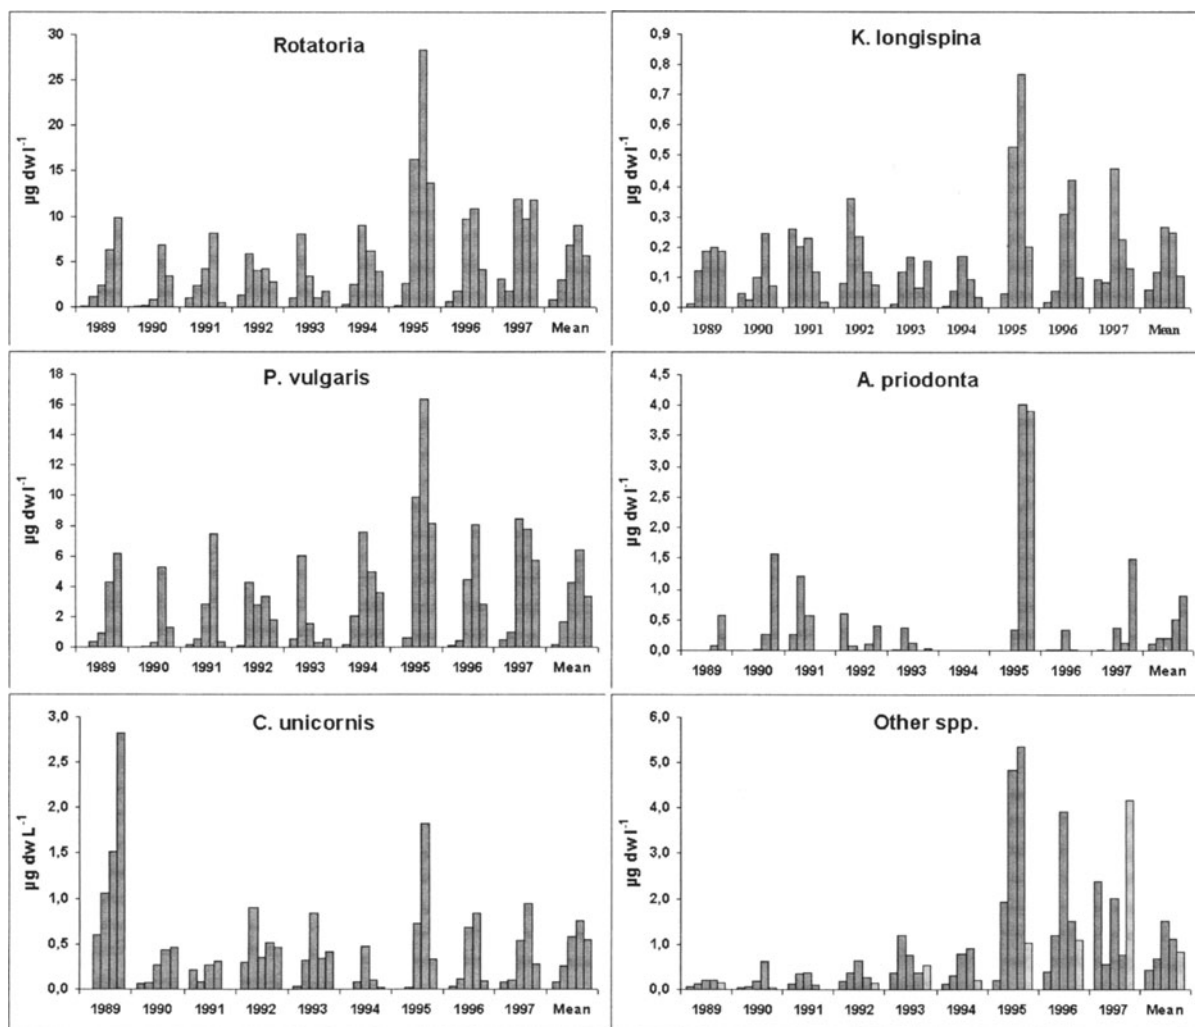 Rotatoria
µg dw l-1
30
25
20
15
10
5
0
1989 1990 1991 1992 1993 1994 1995 1996 1997 Mean
K. longispina
µg dw l-1
0,9
0,8
0,7
0,6
0,5
0,4
0,3
0,2
0,1
0,0
1989 1990 1991 1992 1993 1994 1995 1996 1997 Mean
P. vulgaris
µg dw l-1
18
16
14
12
10
8
6
4
2
0
1989 1990 1991 1992 1993 1994 1995 1996 1997 Mean
A. priodonta
µg dw l-1
4,5
4,0
3,5
3,0
2,5
2,0
1,5
1,0
0,5
0,0
1989 1990 1991 1992 1993 1994 1995 1996 1997 Mean
C. unicornis
µg dw L-1
3,0
2,5
2,0
1,5
1,0
0,5
0,0
1989 1990 1991 1992 1993 1994 1995 1996 1997 Mean
Other spp.
µg dw l-1
6,0
5,0
4,0
3,0
2,0
1,0
0,0
1989 1990 1991 1992 1993 1994 1995 1996 1997 Mean